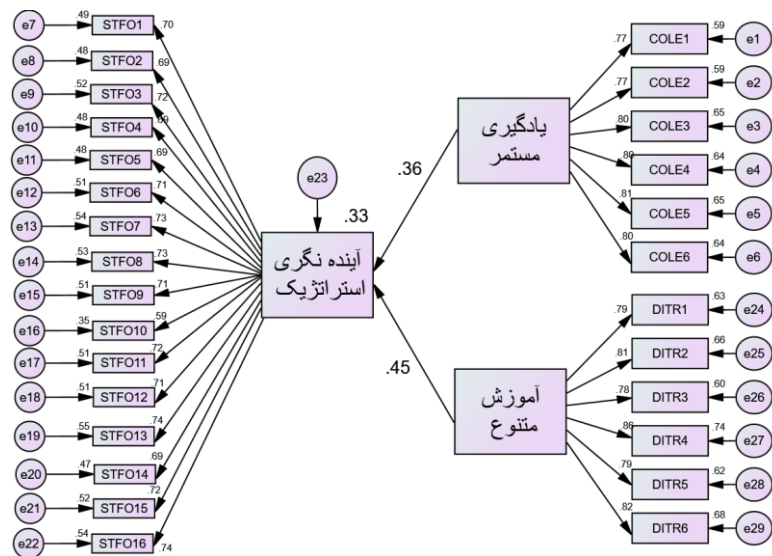 e7 .49 STFO1 .70
e8 .48 STFO2 .69
e9 .52 STFO3 .72
e10 .48 STFO4 .69
e11 .48 STFO5 .69
e12 .51 STFO6 .71
e13 .54 STFO7 .73
e14 .53 STFO8 .73
e15 .51 STFO9 .71
e16 .35 STFO10 .59
e17 .51 STFO11 .72
e18 .51 STFO12 .71
e19 .55 STFO13 .74
e20 .47 STFO14 .69
e21 .52 STFO15 .72
e22 .54 STFO16 .74
e23
.33
آینده نگری
استراتژیک
.36
.45
یادگیری
مستمر
آموزش
متنوع
.77 COLE1 .59 e1
.77 COLE2 .59 e2
.80 COLE3 .65 e3
.80 COLE4 .64 e4
.81 COLE5 .65 e5
.80 COLE6 .64 e6
.79 DITR1 .63 e24
.81 DITR2 .66 e25
.78 DITR3 .60 e26
.86 DITR4 .74 e27
.79 DITR5 .62 e28
.82 DITR6 .68 e29